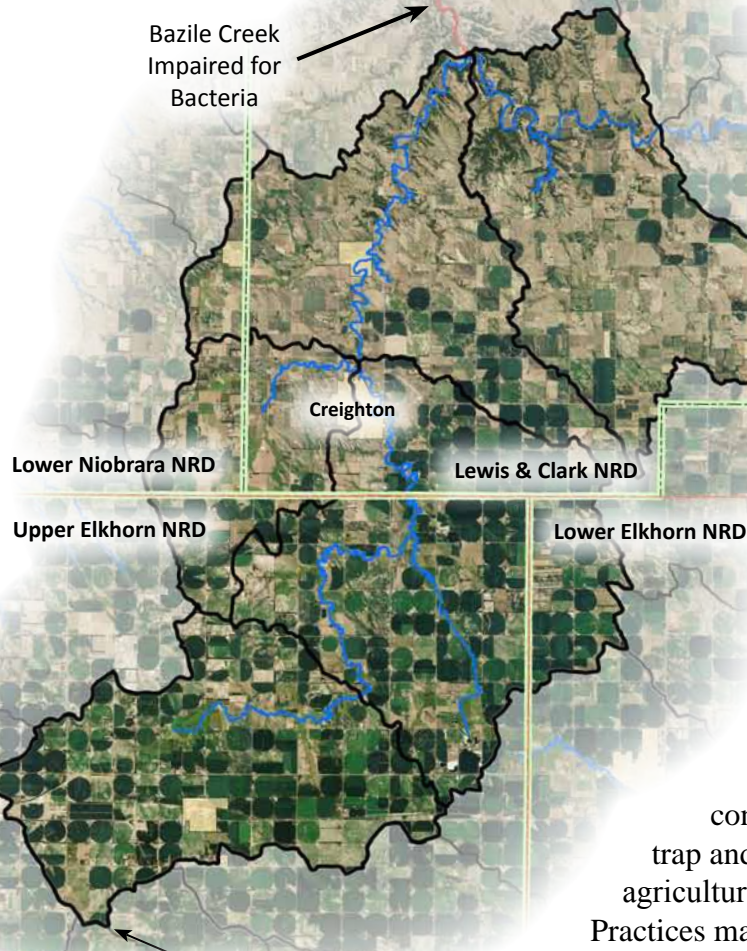 Bazile Creek
Impaired for
Bacteria
Creighton
Lower Niobrara NRD
Lewis & Clark NRD
Upper Elkhorn NRD
Lower Elkhorn NRD
trap and
agricultur
Practices ma